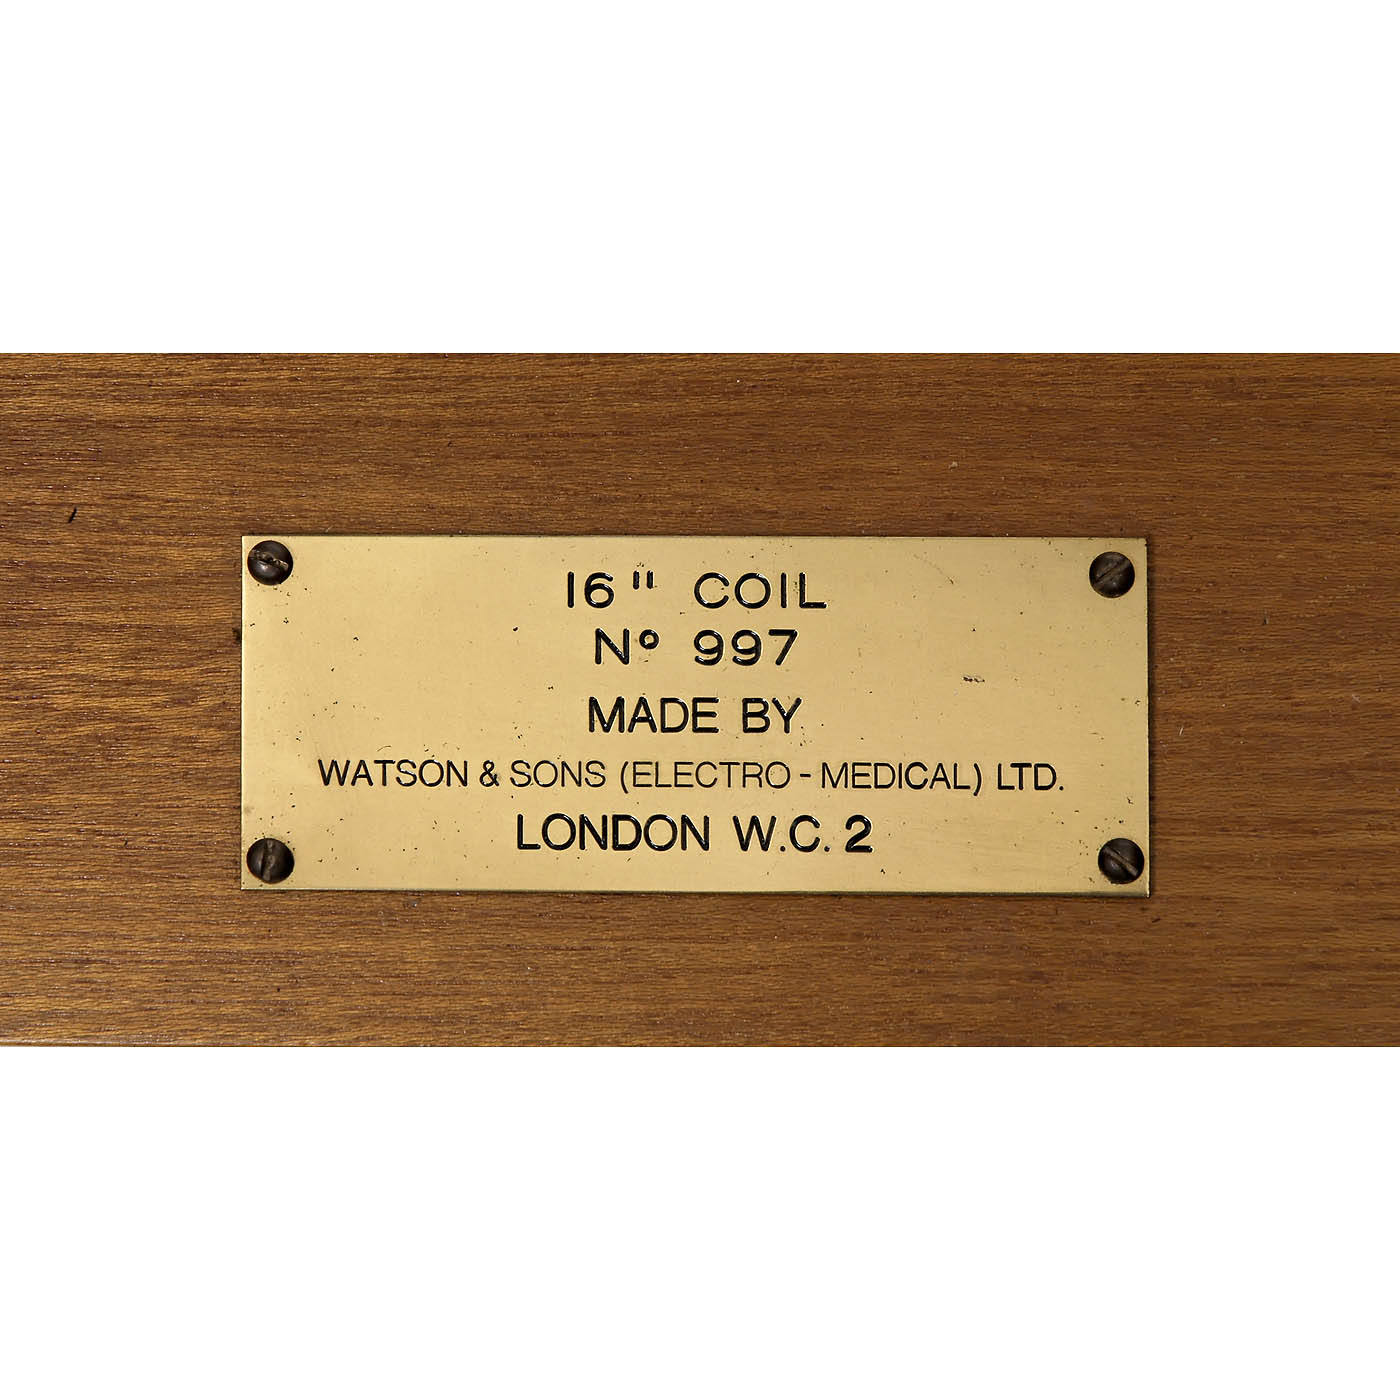 16" COIL
Nº 997
MADE BY
WATSON & SONS (ELECTRO - MEDICAL) LTD.
LONDON W.C. 2